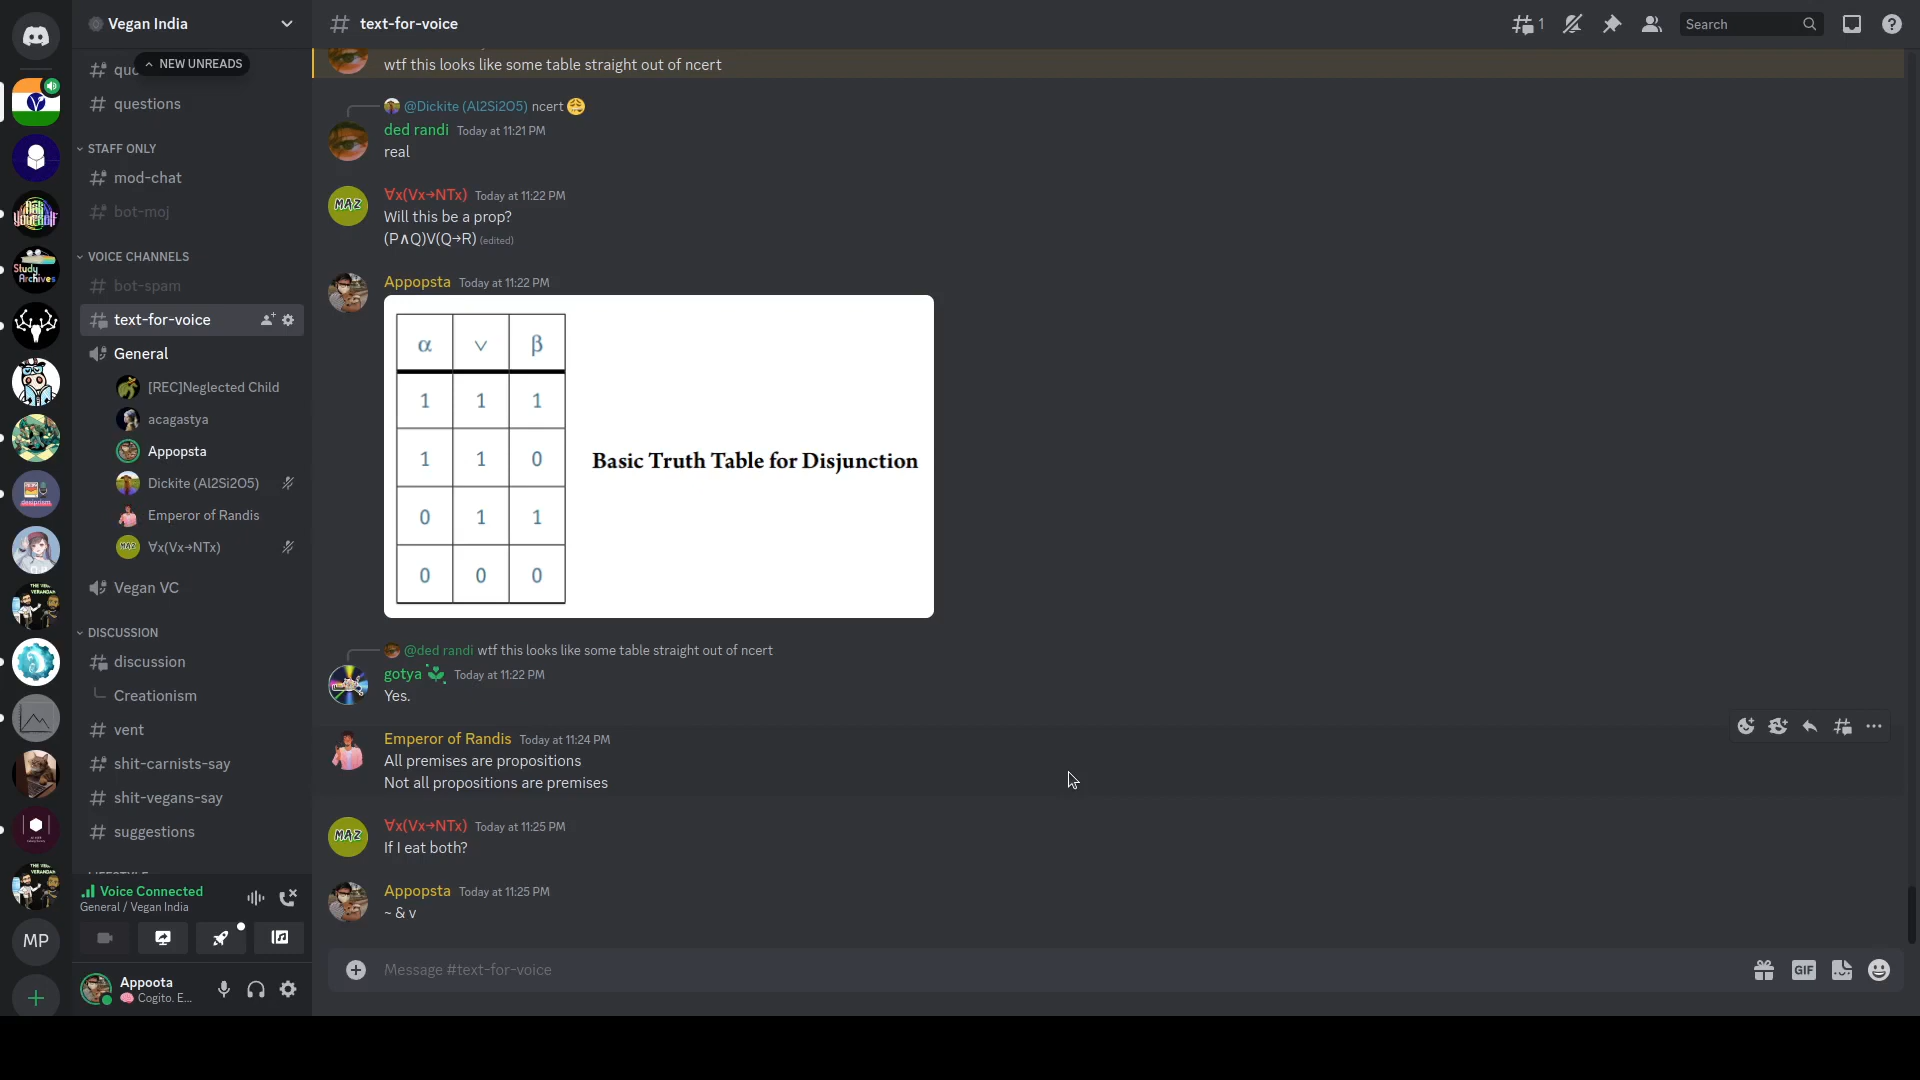 Vegan India
NEW UNREADS
questions
STAFF ONLY
mod-chat
bot-moj
VOICE CHANNELS
bot-spam
text-for-voice
General
[REC]Neglected Child
acagastya
Appopsta
Dickite (Al2Si2O5)
Emperor of Randis
∀x(Vx→NTx)
Vegan VC
DISCUSSION
discussion
Creationism
vent
shit-carnists-say
shit-vegans-say
suggestions
MP
Voice Connected
General / Vegan India
Appoota
Cogito. E...
# text-for-voice
1
Search
wtf this looks like some table straight out of ncert
@Dickite (Al2Si2O5) ncert 😌
ded randi Today at 11:21 PM
real
∀x(Vx→NTx) Today at 11:22 PM
Will this be a prop?
(P∧Q)V(Q→R) (edited)
Appopsta Today at 11:22 PM
α ∨ β
1 1 1
1 1 0
0 1 1
0 0 0
Basic Truth Table for Disjunction
@ded randi wtf this looks like some table straight out of ncert
gotya Today at 11:22 PM
Yes.
Emperor of Randis Today at 11:24 PM
All premises are propositions
Not all propositions are premises
∀x(Vx→NTx) Today at 11:25 PM
If I eat both?
Appopsta Today at 11:25 PM
~ & v
Message #text-for-voice
GIF